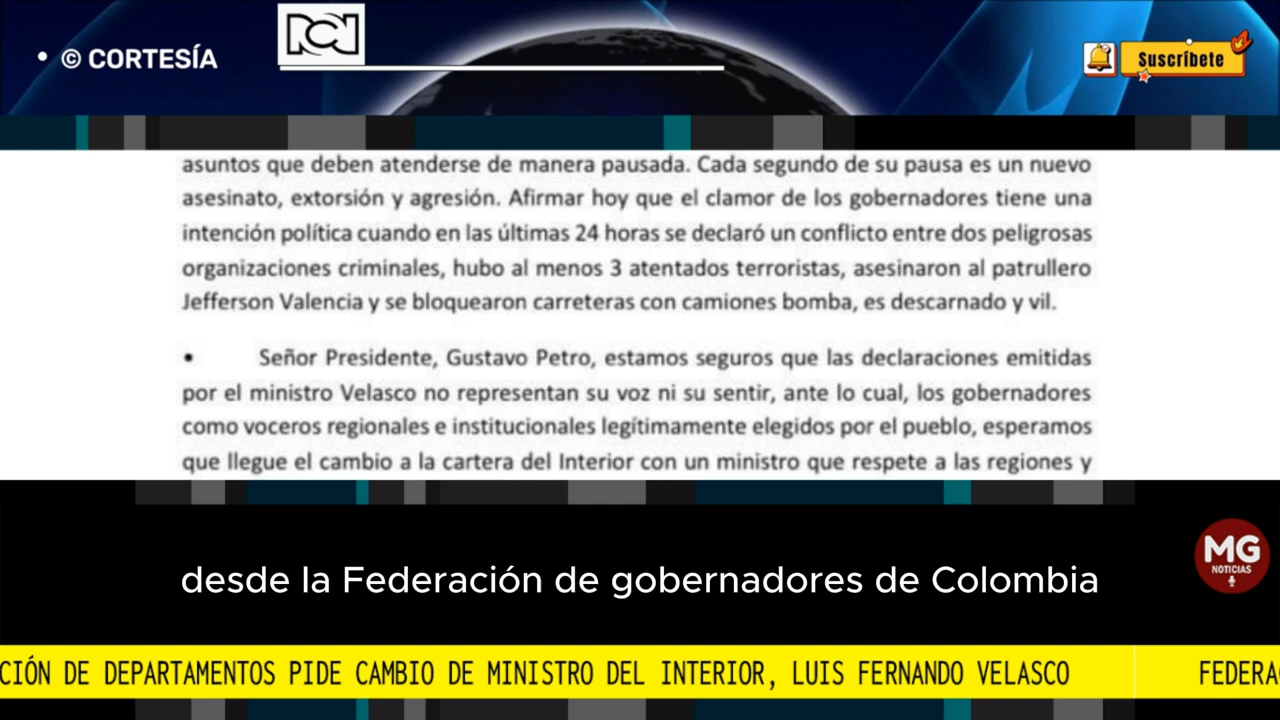 • © CORTESÍA
RCN
Suscríbete
asuntos que deben atenderse de manera pausada. Cada segundo de su pausa es un nuevo
asesinato, extorsión y agresión. Afirmar hoy que el clamor de los gobernadores tiene una
intención política cuando en las últimas 24 horas se declaró un conflicto entre dos peligrosas
organizaciones criminales, hubo al menos 3 atentados terroristas, asesinaron al patrullero
Jefferson Valencia y se bloquearon carreteras con camiones bomba, es descarnado y vil.
• Señor Presidente, Gustavo Petro, estamos seguros que las declaraciones emitidas
por el ministro Velasco no representan su voz ni su sentir, ante lo cual, los gobernadores
como voceros regionales e institucionales legítimamente elegidos por el pueblo, esperamos
que llegue el cambio a la cartera del Interior con un ministro que respete a las regiones y
MG
NOTICIAS
desde la Federación de gobernadores de Colombia
CIÓN DE DEPARTAMENTOS PIDE CAMBIO DE MINISTRO DEL INTERIOR, LUIS FERNANDO VELASCO FEDERAC